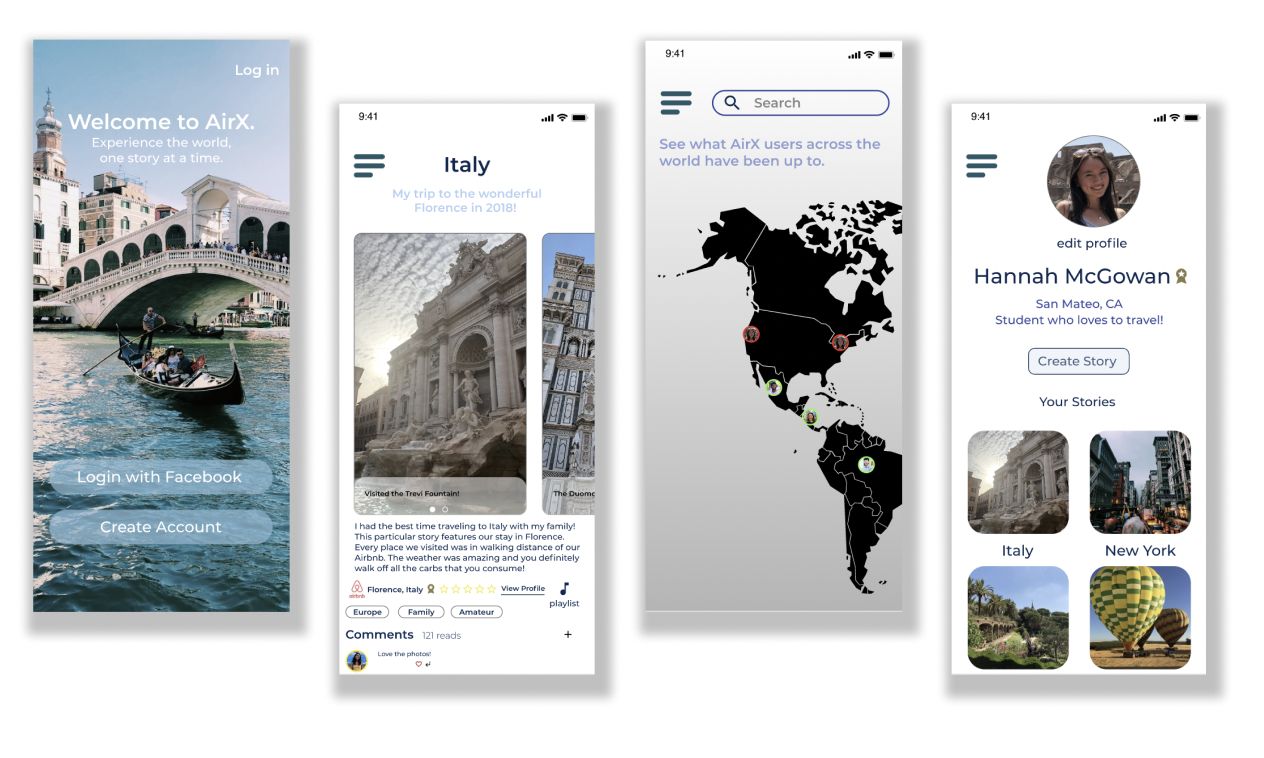 Log in
Welcome to AirX.
Experience the world,
one story at a time.
Login with Facebook
Create Account
9:41
Italy
My trip to the wonderful
Florence in 2018!
Visited the Trevi Fountain!
The Duomo
I had the best time traveling to Italy with my family!
This particular story features our stay in Florence.
Every place we visited was in walking distance of our
Airbnb. The weather was amazing and you definitely
walk off all the carbs that you consume!
airbnb
Florence, Italy
View Profile
playlist
Europe
Family
Amateur
Comments
121 reads
+
Love the photos!
9:41
Search
See what AirX users across the
world have been up to.
9:41
edit profile
Hannah McGowan
San Mateo, CA
Student who loves to travel!
Create Story
Your Stories
Italy
New York